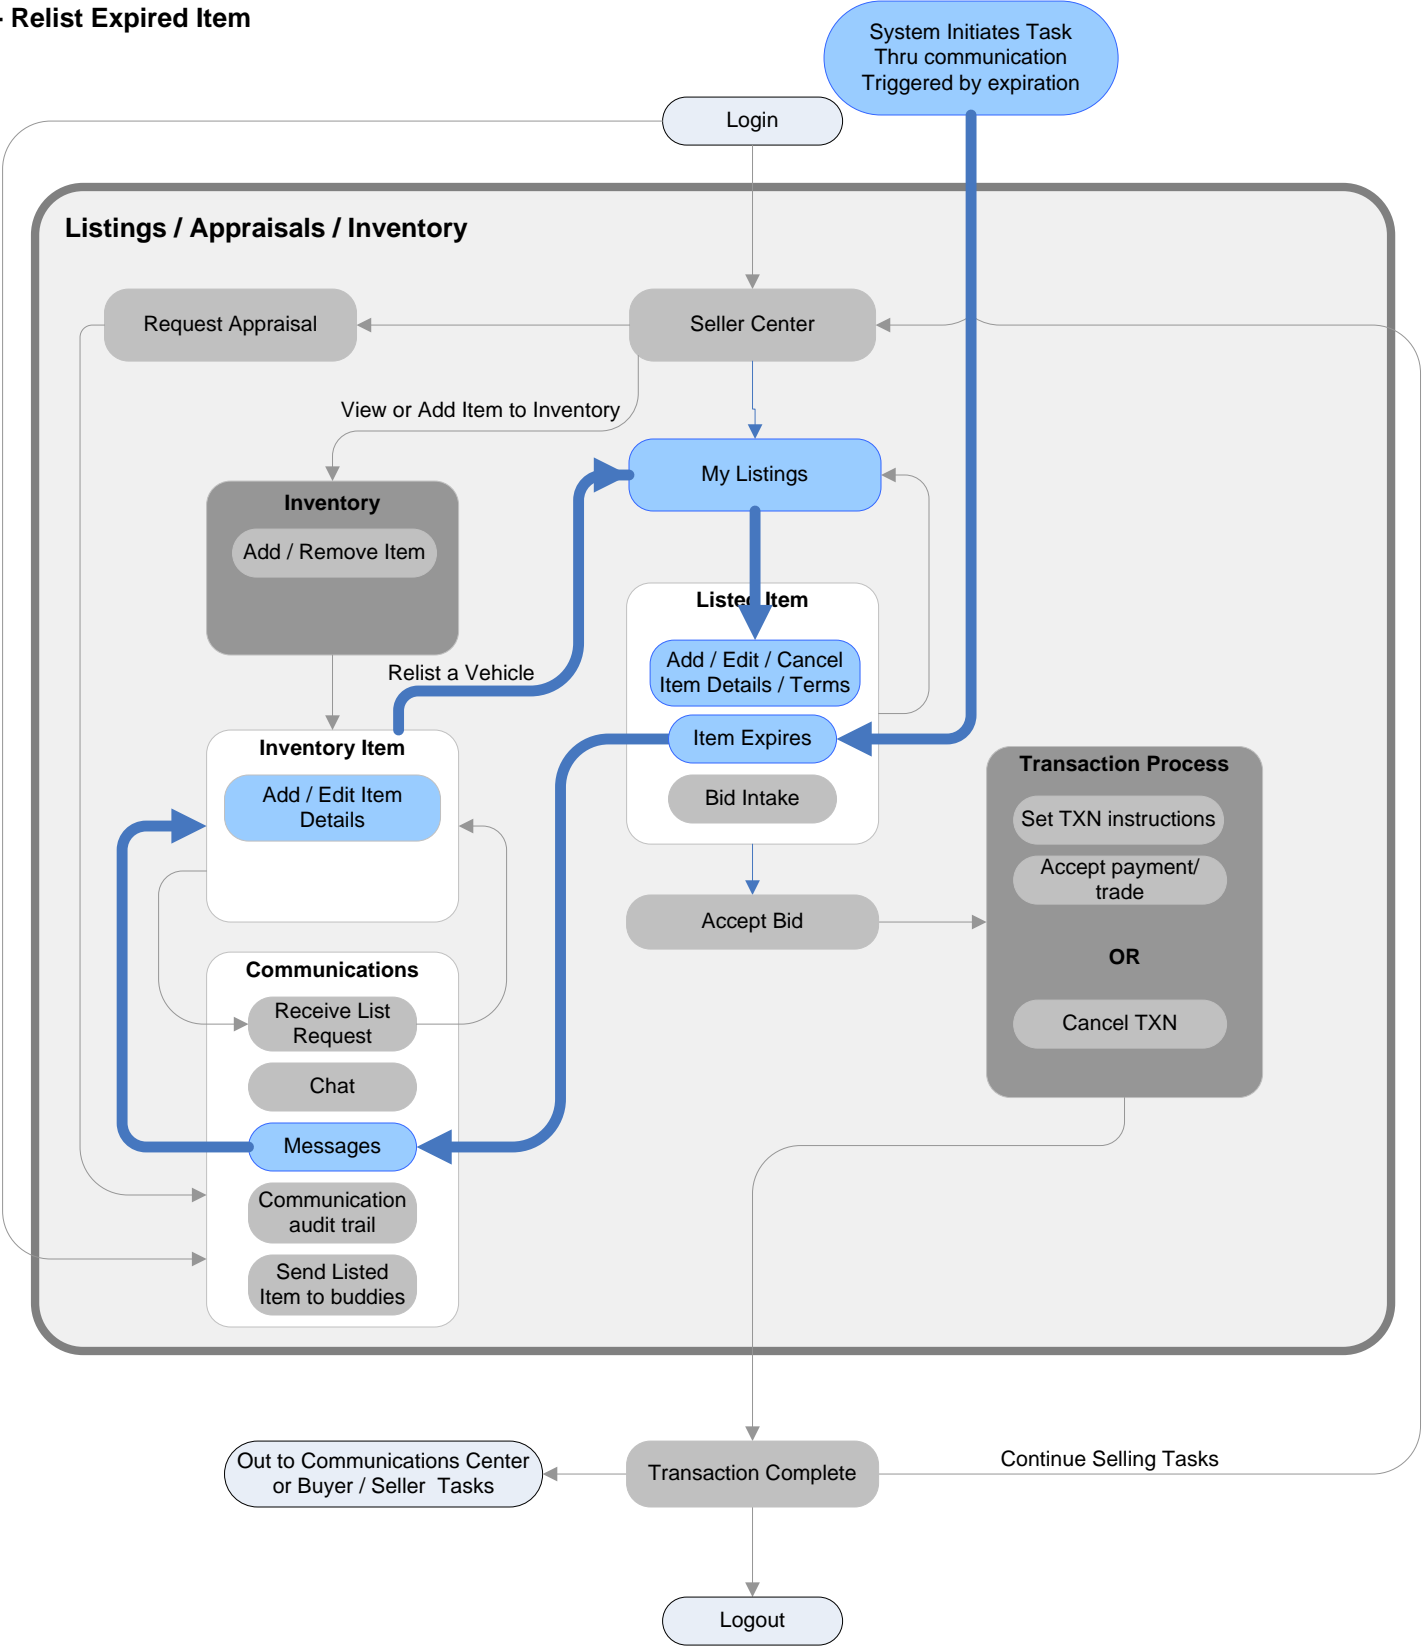 - Relist Expired Item
System Initiates Task
Thru communication
Triggered by expiration
Login
Listings / Appraisals / Inventory
Request Appraisal
Seller Center
View or Add Item to Inventory
My Listings
Inventory
Add / Remove Item
Listed Item
Relist a Vehicle
Add / Edit / Cancel
Item Details / Terms
Item Expires
Bid Intake
Inventory Item
Add / Edit Item
Details
Transaction Process
Set TXN instructions
Accept payment/
trade
OR
Cancel TXN
Accept Bid
Communications
Receive List
Request
Chat
Messages
Communication
audit trail
Send Listed
Item to buddies
Out to Communications Center
or Buyer / Seller  Tasks
Transaction Complete
Continue Selling Tasks
Logout